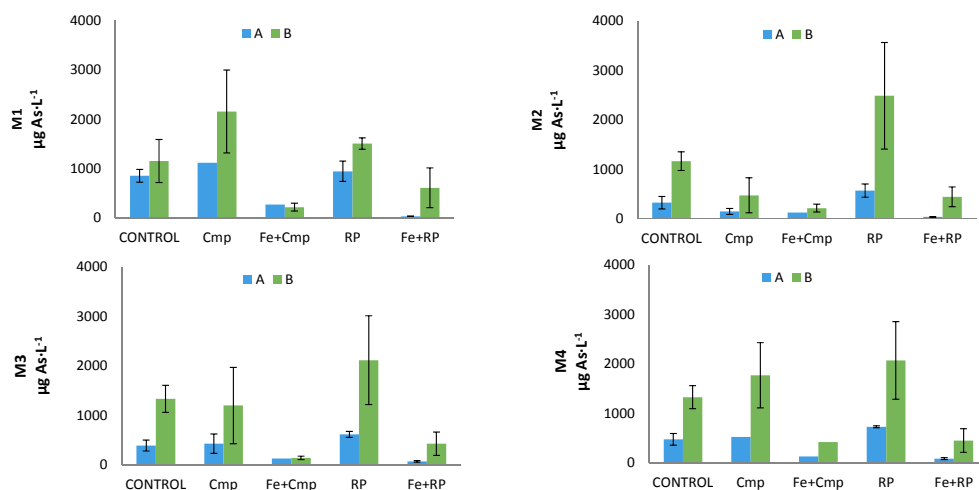 4000
3000
2000
1000
0
M1
µg As·L⁻¹
A B
CONTROL Cmp Fe+Cmp RP Fe+RP
4000
3000
2000
1000
0
M2
µg As·L⁻¹
A B
CONTROL Cmp Fe+Cmp RP Fe+RP
4000
3000
2000
1000
0
M3
µg As·L⁻¹
A B
CONTROL Cmp Fe+Cmp RP Fe+RP
4000
3000
2000
1000
0
M4
µg As·L⁻¹
A B
CONTROL Cmp Fe+Cmp RP Fe+RP